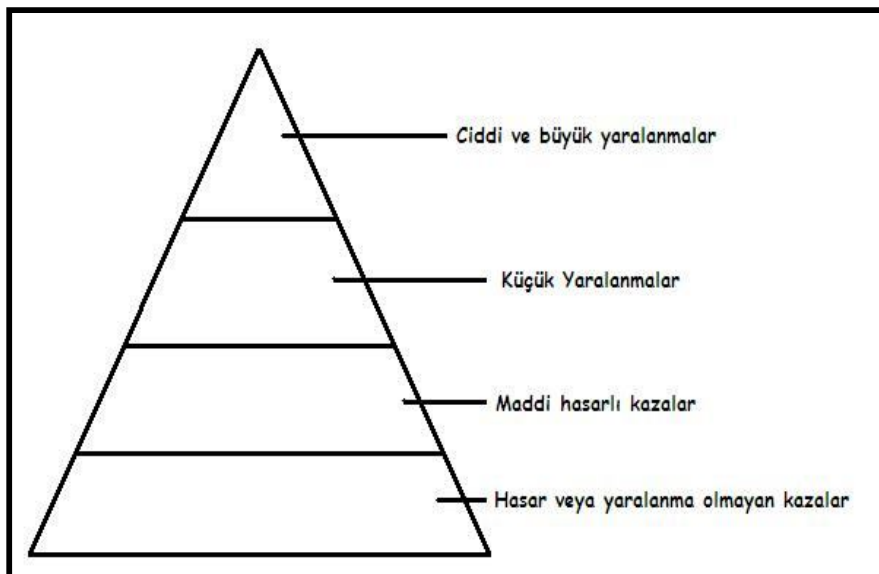 Ciddi ve büyük yaralanmalar
Küçük Yaralanmalar
Maddi hasarlı kazalar
Hasar veya yaralanma olmayan kazalar